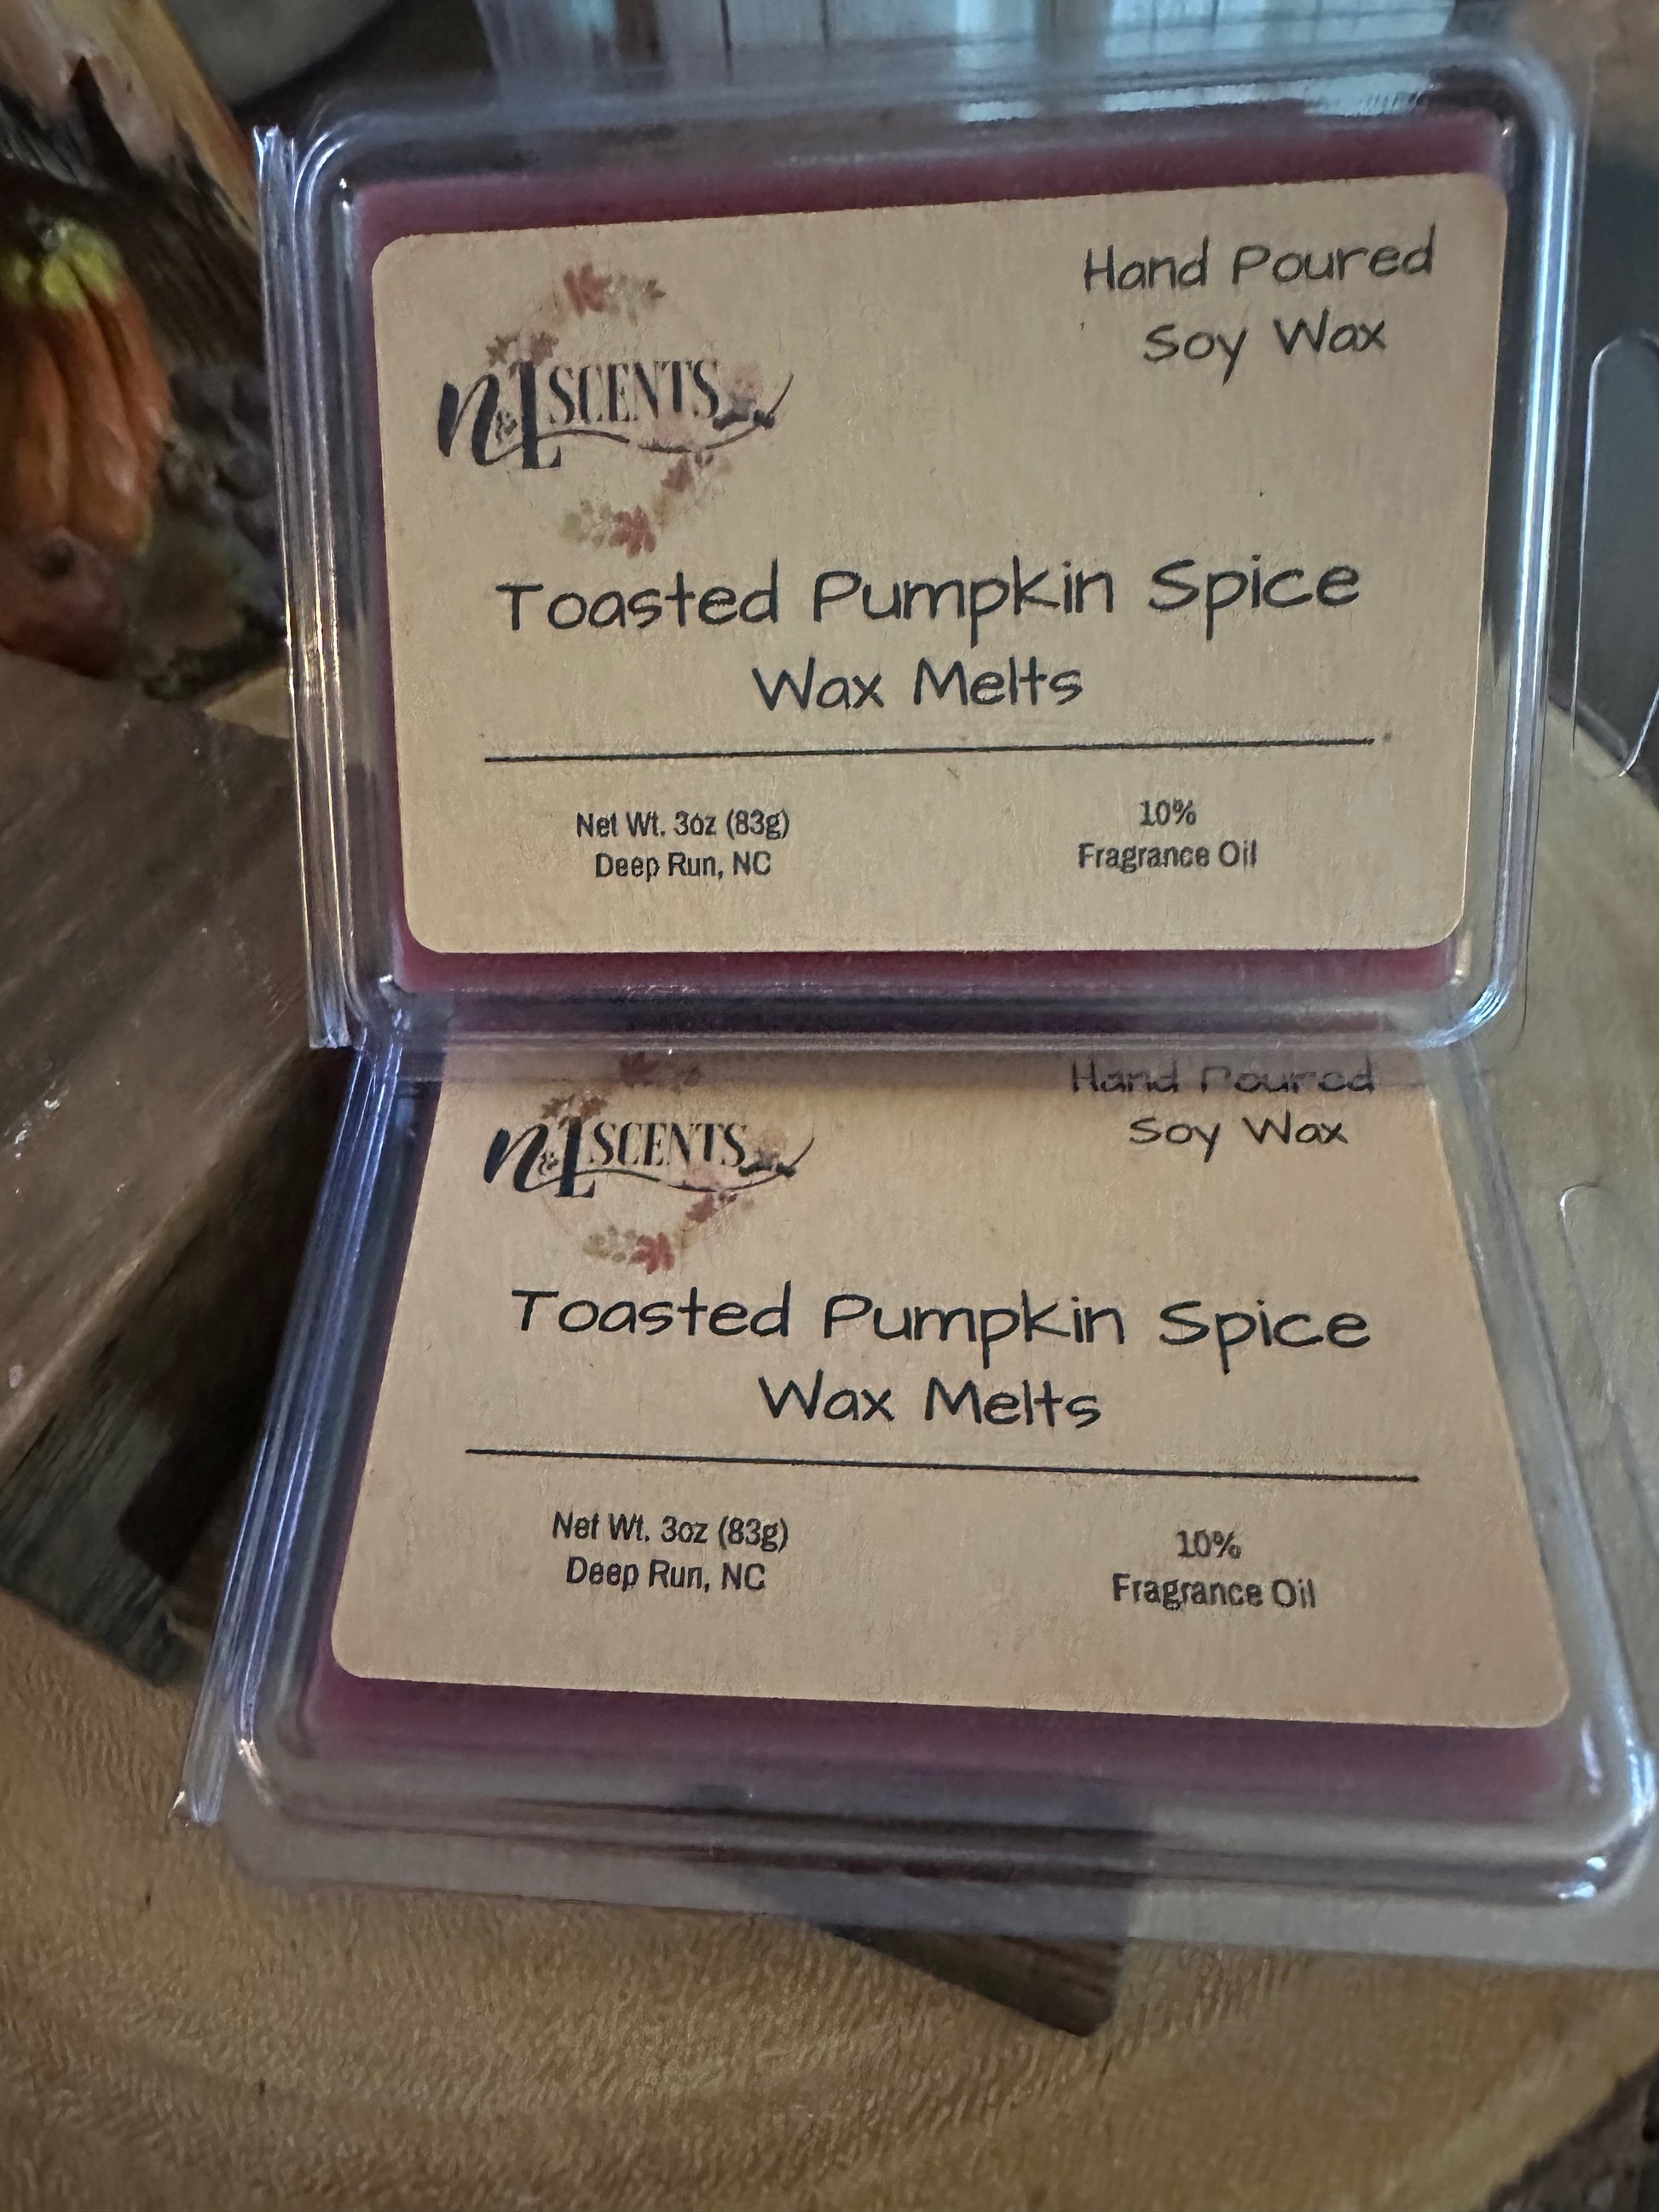 Hand Poured
Soy Wax
n&L SCENTS
Toasted Pumpkin Spice
Wax Melts
Net Wt. 3oz (83g)
Deep Run, NC
10%
Fragrance Oil
Hand Poured
Soy Wax
n&L SCENTS
Toasted Pumpkin Spice
Wax Melts
Net Wt. 3oz (83g)
Deep Run, NC
10%
Fragrance Oil